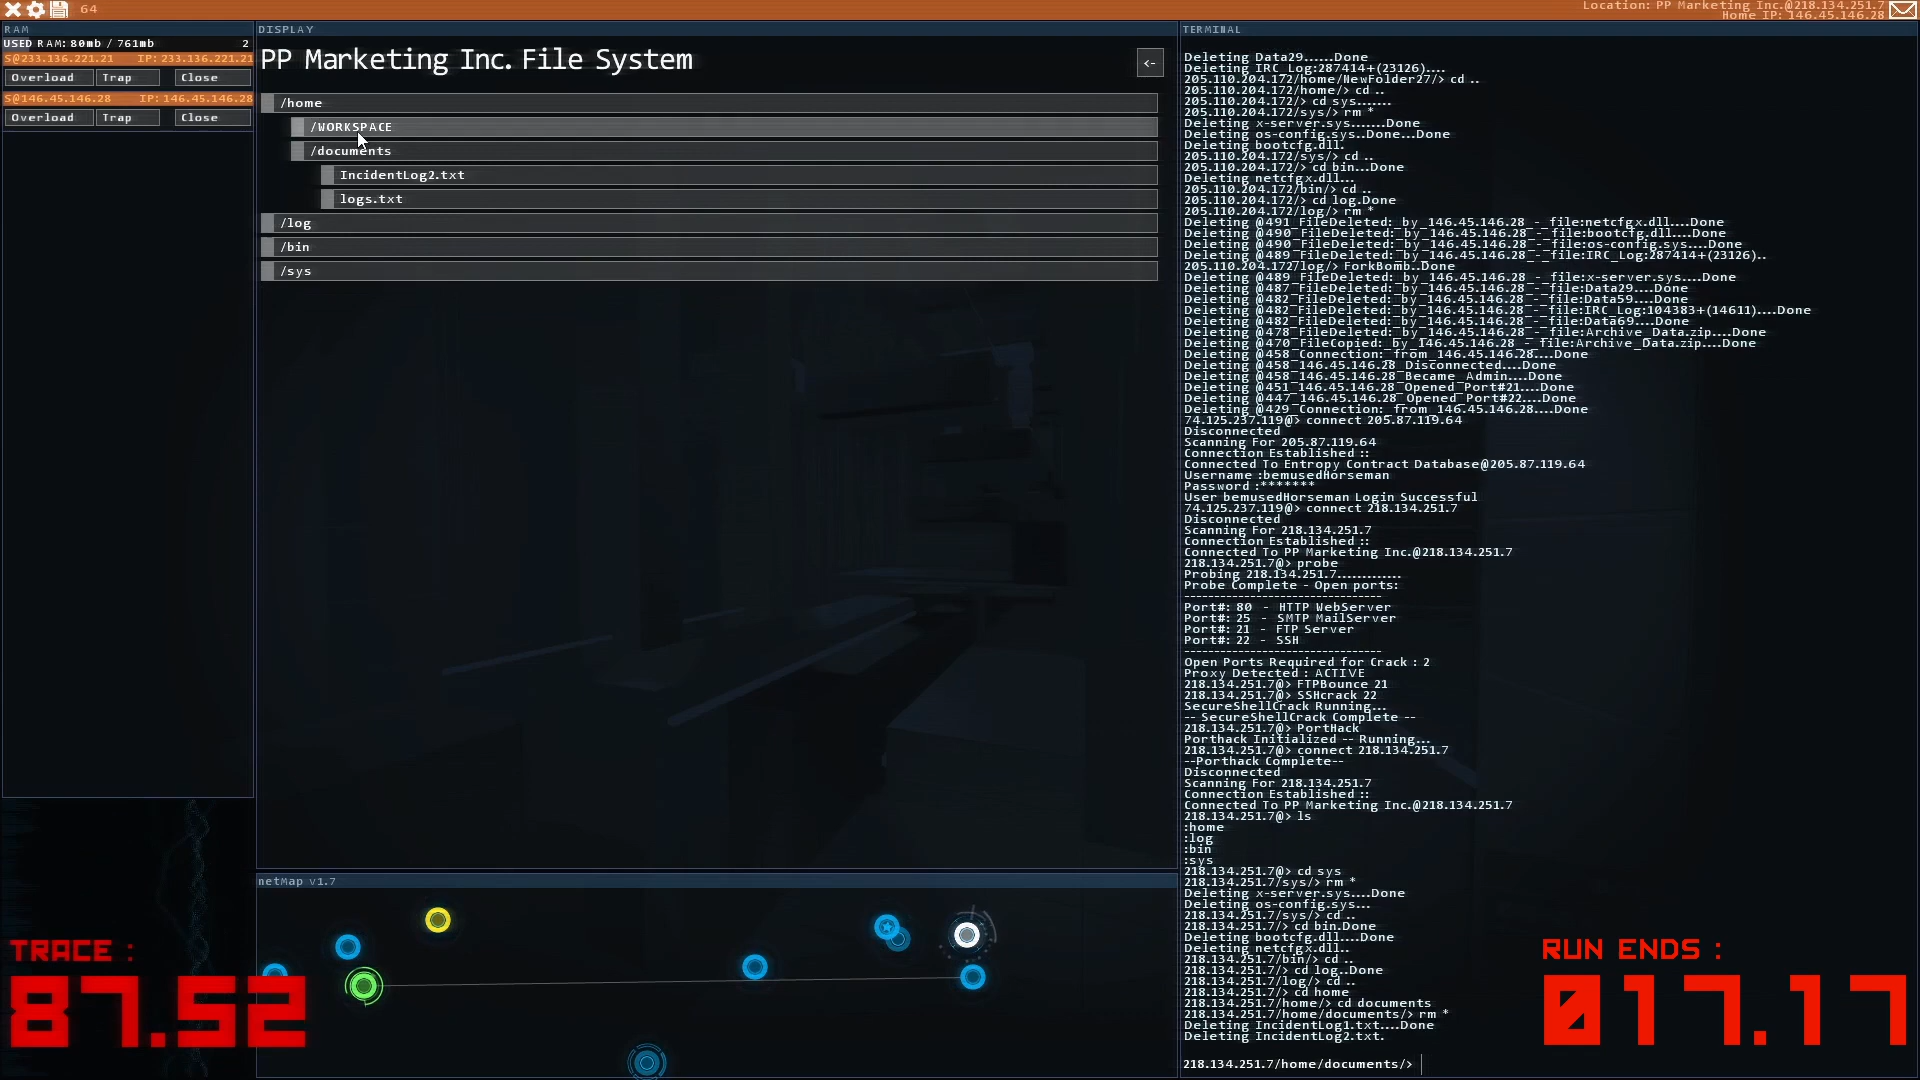 64
Location: PP Marketing Inc.@218.134.251.7
Home IP: 146.45.146.28
RAM
USED RAM: 80mb / 761mb 2
S@233.136.221.21 IP: 233.136.221.21
Overload Trap Close
S@146.45.146.28 IP: 146.45.146.28
Overload Trap Close
DISPLAY
PP Marketing Inc. File System
<-
/home
/WORKSPACE
/documents
IncidentLog2.txt
logs.txt
/log
/bin
/sys
netMap v1.7
TRACE :
87.52
TERMINAL
Deleting Data29......Done
Deleting IRC_Log:287414+(23126)....
205.110.204.172/home/NewFolder27/> cd ..
205.110.204.172/home/> cd ..
205.110.204.172/> cd sys.......
205.110.204.172/sys/> rm *
Deleting x-server.sys.......Done
Deleting os-config.sys..Done...Done
Deleting bootcfg.dll.
205.110.204.172/sys/> cd ..
205.110.204.172/> cd bin...Done
Deleting netcfgx.dll...
205.110.204.172/bin/> cd ..
205.110.204.172/> cd log.Done
205.110.204.172/log/> rm *
Deleting @491_FileDeleted:_by_146.45.146.28_-_file:netcfgx.dll....Done
Deleting @490_FileDeleted:_by_146.45.146.28_-_file:bootcfg.dll....Done
Deleting @490_FileDeleted:_by_146.45.146.28_-_file:os-config.sys....Done
Deleting @489_FileDeleted:_by_146.45.146.28_-_file:IRC_Log:287414+(23126)..
205.110.204.172/log/> ForkBomb..Done
Deleting @489_FileDeleted:_by_146.45.146.28_-_file:x-server.sys....Done
Deleting @487_FileDeleted:_by_146.45.146.28_-_file:Data29....Done
Deleting @482_FileDeleted:_by_146.45.146.28_-_file:Data59....Done
Deleting @482_FileDeleted:_by_146.45.146.28_-_file:IRC_Log:104383+(14611)....Done
Deleting @482_FileDeleted:_by_146.45.146.28_-_file:Data69....Done
Deleting @478_FileDeleted:_by_146.45.146.28_-_file:Archive_Data.zip....Done
Deleting @470_FileCopied:_by_146.45.146.28_-_file:Archive_Data.zip....Done
Deleting @458_Connection:_from_146.45.146.28....Done
Deleting @458_146.45.146.28_Disconnected....Done
Deleting @458_146.45.146.28_Became_Admin....Done
Deleting @451_146.45.146.28_Opened_Port#21....Done
Deleting @447_146.45.146.28_Opened_Port#22....Done
Deleting @429_Connection:_from_146.45.146.28....Done
74.125.237.119@> connect 205.87.119.64
Disconnected
Scanning For 205.87.119.64
Connection Established ::
Connected To Entropy Contract Database@205.87.119.64
Username :bemusedHorseman
Password :*******
User bemusedHorseman Login Successful
74.125.237.119@> connect 218.134.251.7
Disconnected
Scanning For 218.134.251.7
Connection Established ::
Connected To PP Marketing Inc.@218.134.251.7
218.134.251.7@> probe
Probing 218.134.251.7.............
Probe Complete - Open ports:
---------------------------------
Port#: 80 - HTTP WebServer
Port#: 25 - SMTP MailServer
Port#: 21 - FTP Server
Port#: 22 - SSH
---------------------------------
Open Ports Required for Crack : 2
Proxy Detected : ACTIVE
218.134.251.7@> FTPBounce 21
218.134.251.7@> SSHcrack 22
SecureShellCrack Running...
-- SecureShellCrack Complete --
218.134.251.7@> PortHack
Porthack Initialized -- Running...
218.134.251.7@> connect 218.134.251.7
--Porthack Complete--
Disconnected
Scanning For 218.134.251.7
Connection Established ::
Connected To PP Marketing Inc.@218.134.251.7
218.134.251.7@> ls
:home
:log
:bin
:sys
218.134.251.7@> cd sys
218.134.251.7/sys/> rm *
Deleting x-server.sys....Done
Deleting os-config.sys...
218.134.251.7/sys/> cd ..
218.134.251.7/> cd bin.Done
Deleting bootcfg.dll....Done
Deleting netcfgx.dll..
218.134.251.7/bin/> cd ..
218.134.251.7/> cd log..Done
218.134.251.7/log/> cd ..
218.134.251.7/> cd home
218.134.251.7/home/> cd documents
218.134.251.7/home/documents/> rm *
Deleting IncidentLog1.txt....Done
Deleting IncidentLog2.txt.
218.134.251.7/home/documents/>
RUN ENDS :
017.17